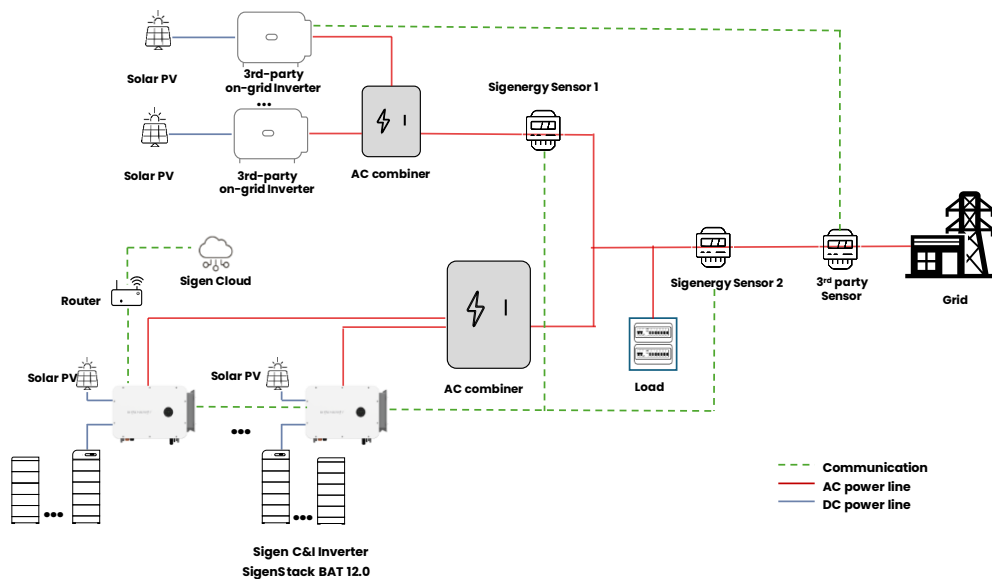 Solar PV
3rd-party
on-grid Inverter
Sigenergy Sensor 1
Solar PV
3rd-party
on-grid Inverter
AC combiner
Sigen Cloud
Router
Sigenergy Sensor 2
3rd party
Sensor
Grid
Solar PV
Solar PV
AC combiner
Load
Communication
AC power line
DC power line
Sigen C&I Inverter
SigenStack BAT 12.0